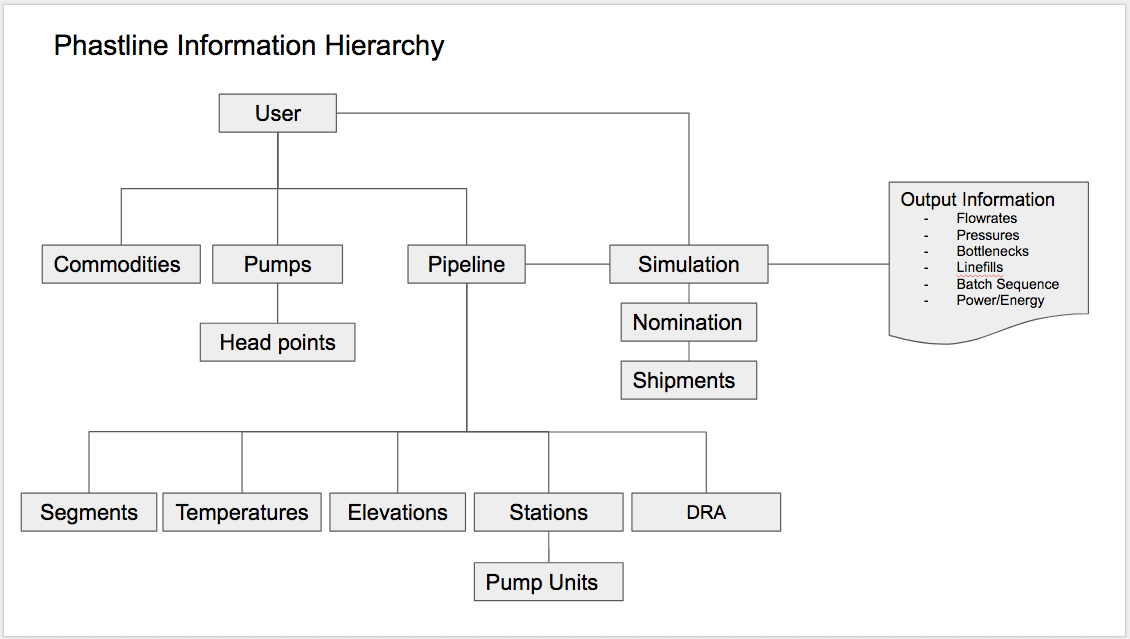 Phastline Information Hierarchy
User
Output Information
- Flowrates
- Pressures
- Bottlenecks
- Linefills
- Batch Sequence
- Power/Energy
Commodities
Pumps
Pipeline
Simulation
Nomination
Head points
Shipments
Segments
Temperatures
Elevations
Stations
DRA
Pump Units